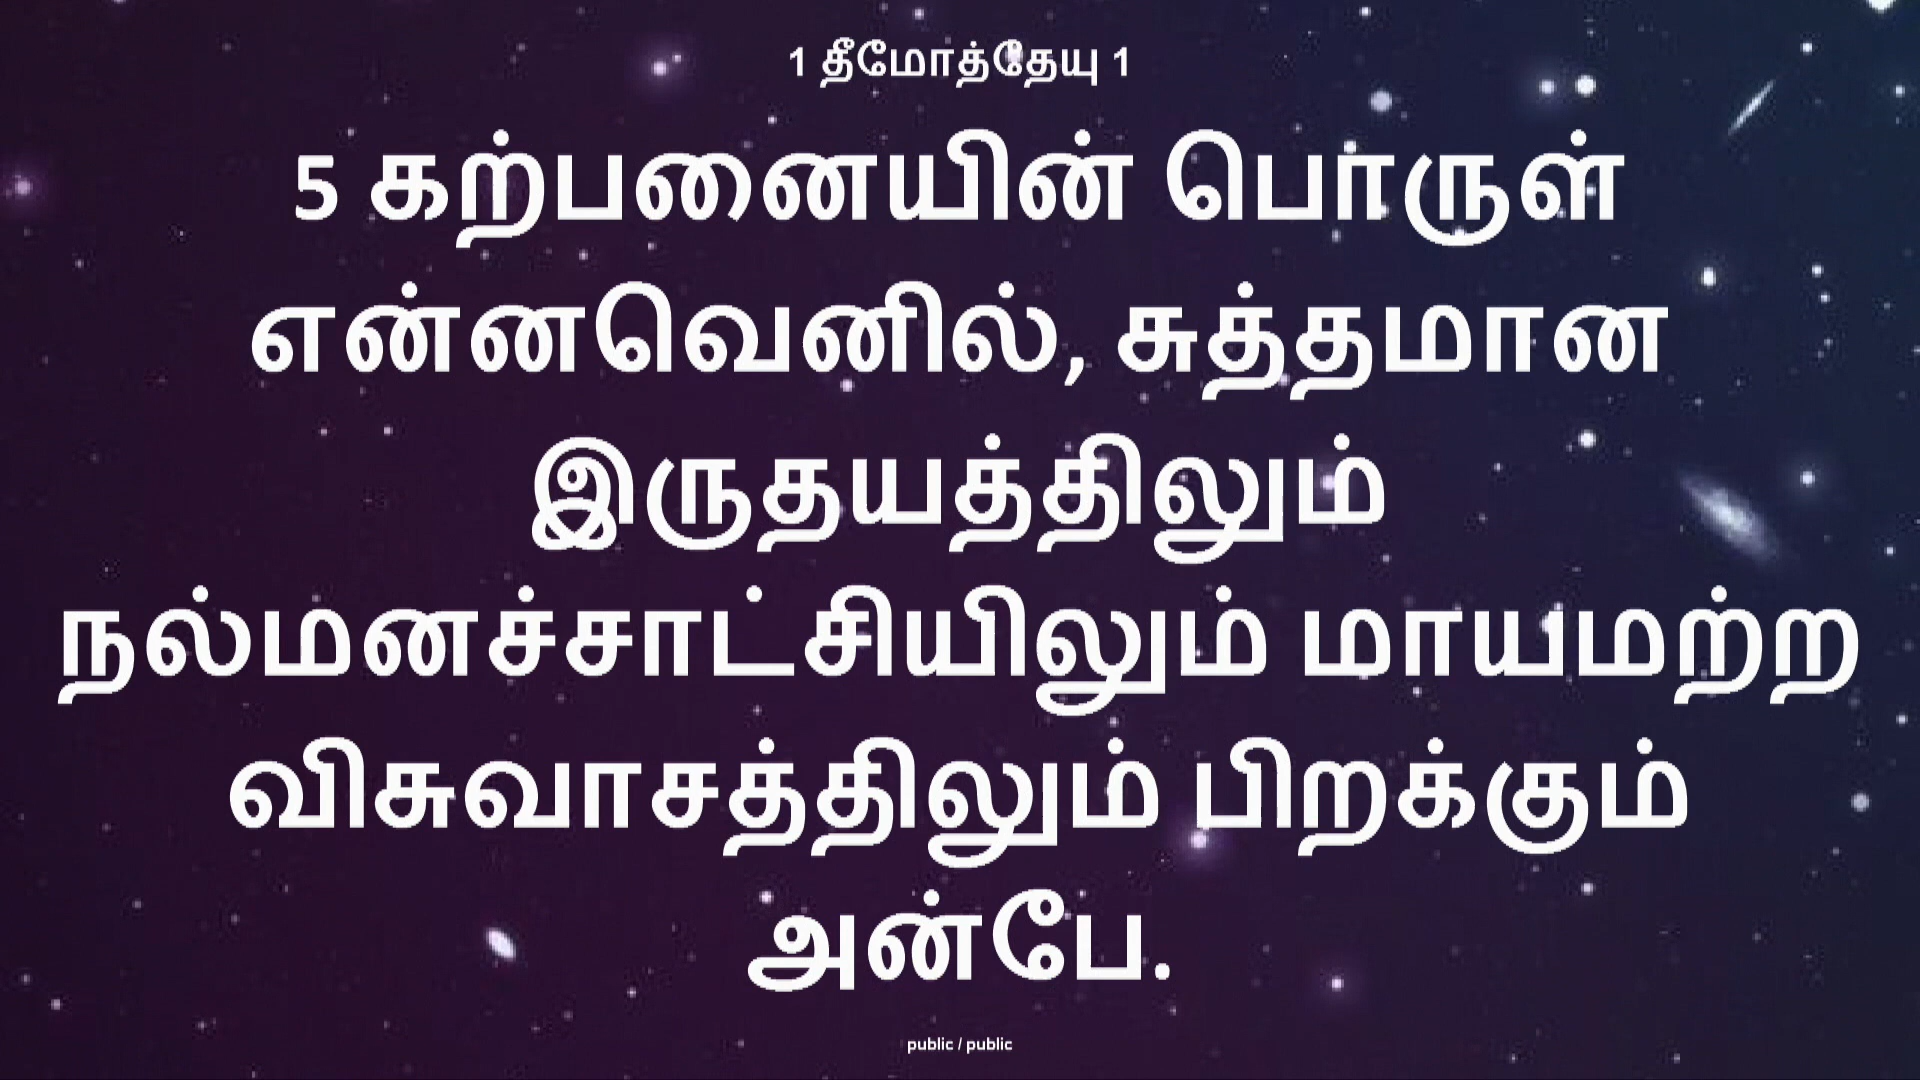 1 தீமோத்தேயு 1
5 கற்பனையின் பொருள்
என்னவெனில், சுத்தமான
இருதயத்திலும்
நல்மனச்சாட்சியிலும் மாயமற்ற
விசுவாசத்திலும் பிறக்கும்
அன்பே.
public / public